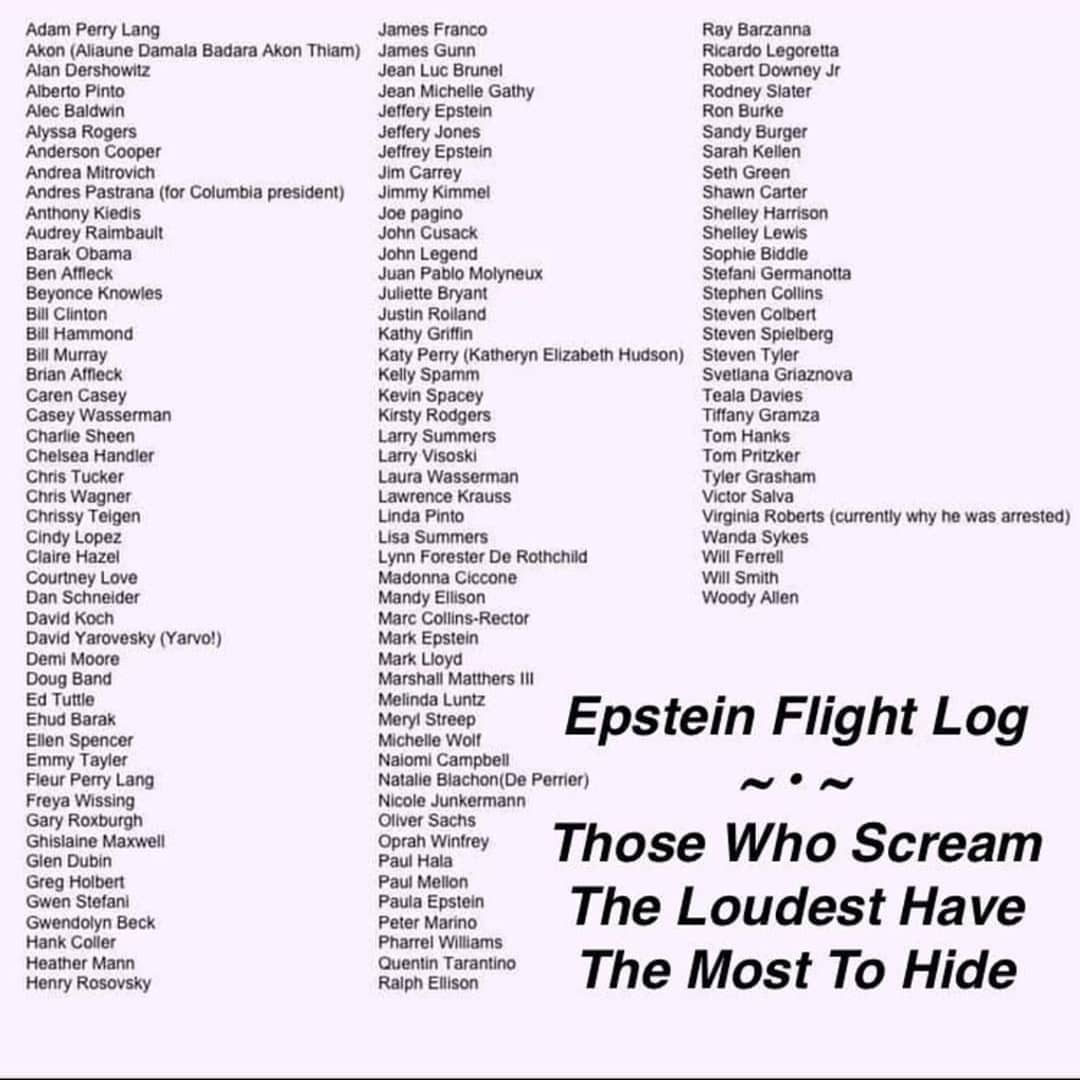 Adam Perry Lang
Akon (Aliaune Damala Badara Akon Thiam)
Alan Dershowitz
Alberto Pinto
Alec Baldwin
Alyssa Rogers
Anderson Cooper
Andrea Mitrovich
Andres Pastrana (for Columbia president)
Anthony Kiedis
Audrey Raimbault
Barak Obama
Ben Affleck
Beyonce Knowles
Bill Clinton
Bill Hammond
Bill Murray
Brian Affleck
Caren Casey
Casey Wasserman
Charlie Sheen
Chelsea Handler
Chris Tucker
Chris Wagner
Chrissy Teigen
Cindy Lopez
Claire Hazel
Courtney Love
Dan Schneider
David Koch
David Yarovesky (Yarvo!)
Demi Moore
Doug Band
Ed Tuttle
Ehud Barak
Ellen Spencer
Emmy Tayler
Fleur Perry Lang
Freya Wissing
Gary Roxburgh
Ghislaine Maxwell
Glen Dubin
Greg Holbert
Gwen Stefani
Gwendolyn Beck
Hank Coller
Heather Mann
Henry Rosovsky
James Franco
James Gunn
Jean Luc Brunel
Jean Michelle Gathy
Jeffery Epstein
Jeffery Jones
Jeffrey Epstein
Jim Carrey
Jimmy Kimmel
Joe pagino
John Cusack
John Legend
Juan Pablo Molyneux
Juliette Bryant
Justin Roiland
Kathy Griffin
Katy Perry (Katheryn Elizabeth Hudson)
Kelly Spamm
Kevin Spacey
Kirsty Rodgers
Larry Summers
Larry Visoski
Laura Wasserman
Lawrence Krauss
Linda Pinto
Lisa Summers
Lynn Forester De Rothchild
Madonna Ciccone
Mandy Ellison
Marc Collins-Rector
Mark Epstein
Mark Lloyd
Marshall Matthers III
Melinda Luntz
Meryl Streep
Michelle Wolf
Naiomi Campbell
Natalie Blachon(De Perrier)
Nicole Junkermann
Oliver Sachs
Oprah Winfrey
Paul Hala
Paul Mellon
Paula Epstein
Peter Marino
Pharrel Williams
Quentin Tarantino
Ralph Ellison
Ray Barzanna
Ricardo Legoretta
Robert Downey Jr
Rodney Slater
Ron Burke
Sandy Burger
Sarah Kellen
Seth Green
Shawn Carter
Shelley Harrison
Shelley Lewis
Sophie Biddle
Stefani Germanotta
Stephen Collins
Steven Colbert
Steven Spielberg
Steven Tyler
Svetlana Griaznova
Teala Davies
Tiffany Gramza
Tom Hanks
Tom Pritzker
Tyler Grasham
Victor Salva
Virginia Roberts (currently why he was arrested)
Wanda Sykes
Will Ferrell
Will Smith
Woody Allen
Epstein Flight Log
~ • ~
Those Who Scream
The Loudest Have
The Most To Hide